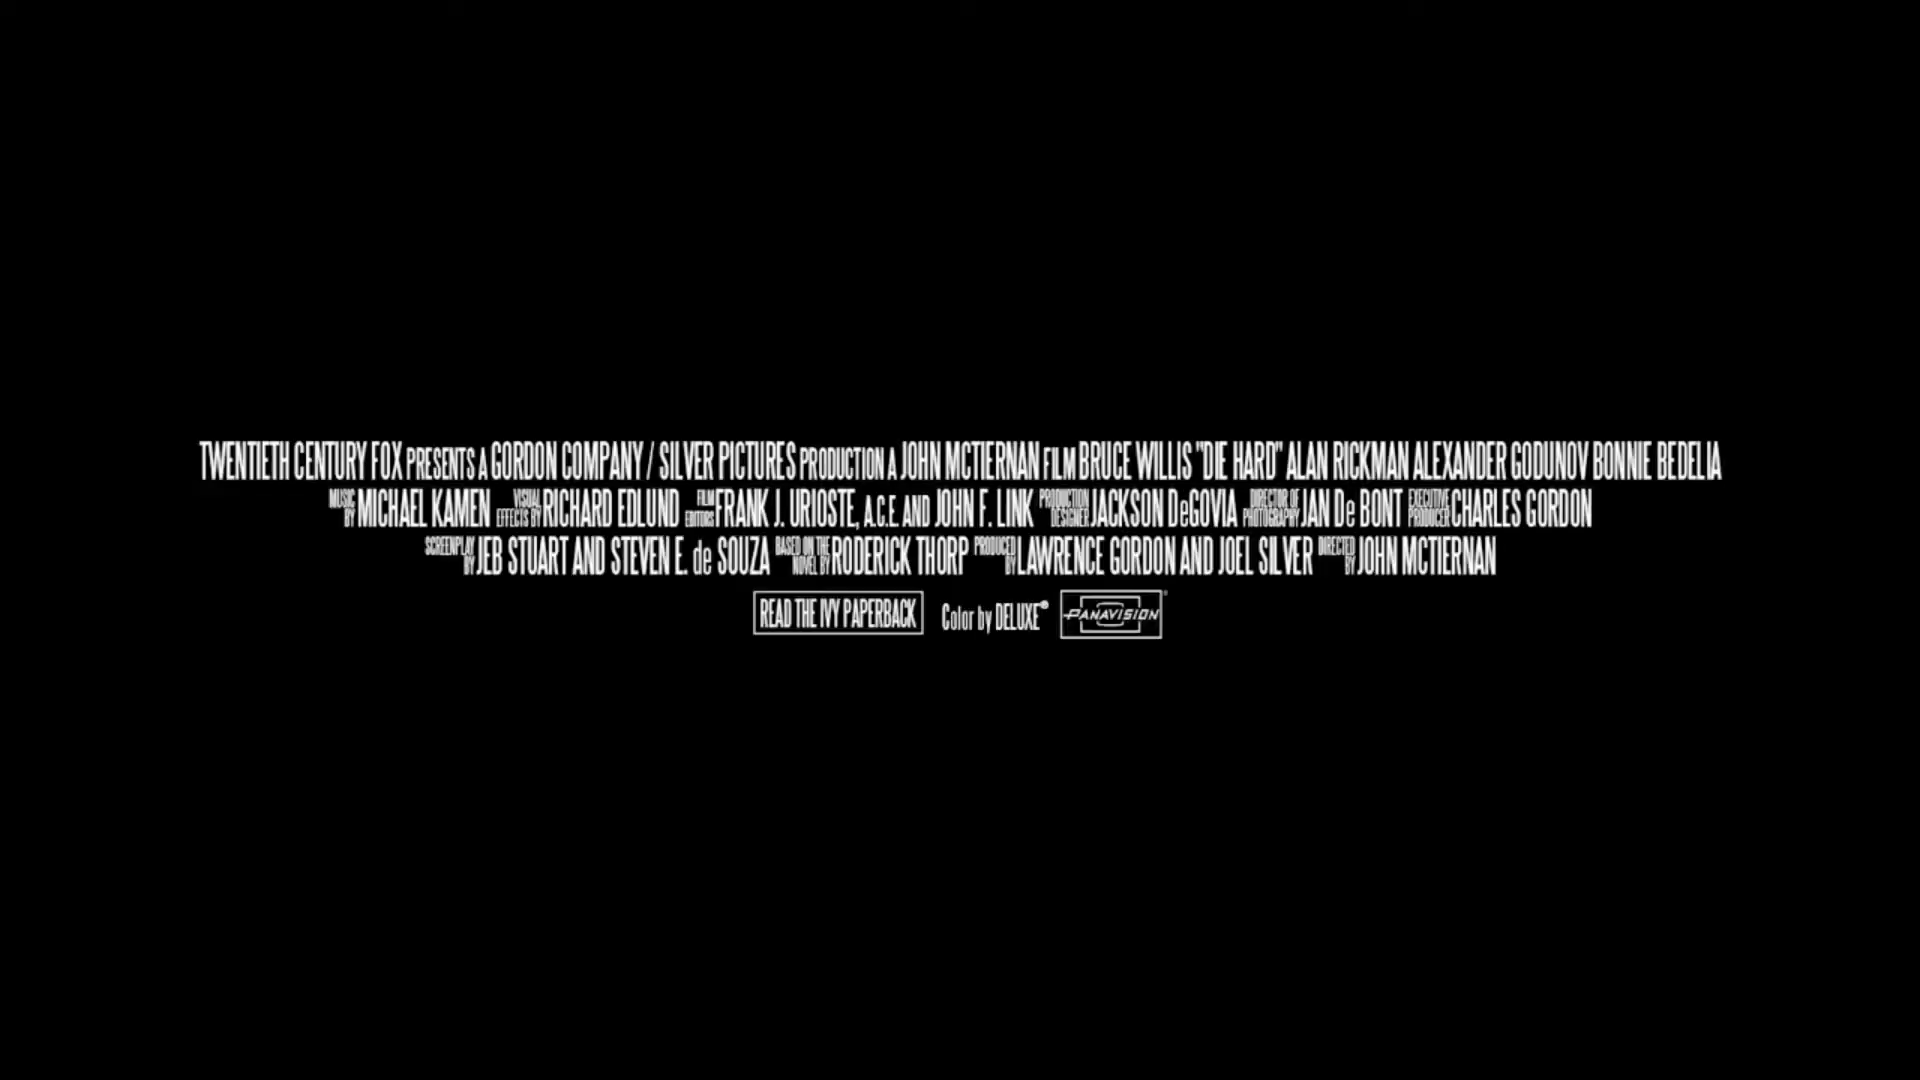 TWENTIETH CENTURY FOX PRESENTS A GORDON COMPANY / SILVER PICTURES PRODUCTION A JOHN MCTIERNAN FILM BRUCE WILLIS "DIE HARD" ALAN RICKMAN ALEXANDER GODUNOV BONNIE BEDELIA
MUSIC BY MICHAEL KAMEN VISUAL EFFECTS BY RICHARD EDLUND FILM EDITORS FRANK J. URIOSTE, A.C.E. AND JOHN F. LINK PRODUCTION DESIGNER JACKSON DeGOVIA DIRECTOR OF PHOTOGRAPHY JAN De BONT EXECUTIVE PRODUCER CHARLES GORDON
SCREENPLAY BY JEB STUART AND STEVEN E. de SOUZA BASED ON THE NOVEL BY RODERICK THORP PRODUCED BY LAWRENCE GORDON AND JOEL SILVER DIRECTED BY JOHN MCTIERNAN
READ THE IVY PAPERBACK Color by DELUXE® PANAVISION®